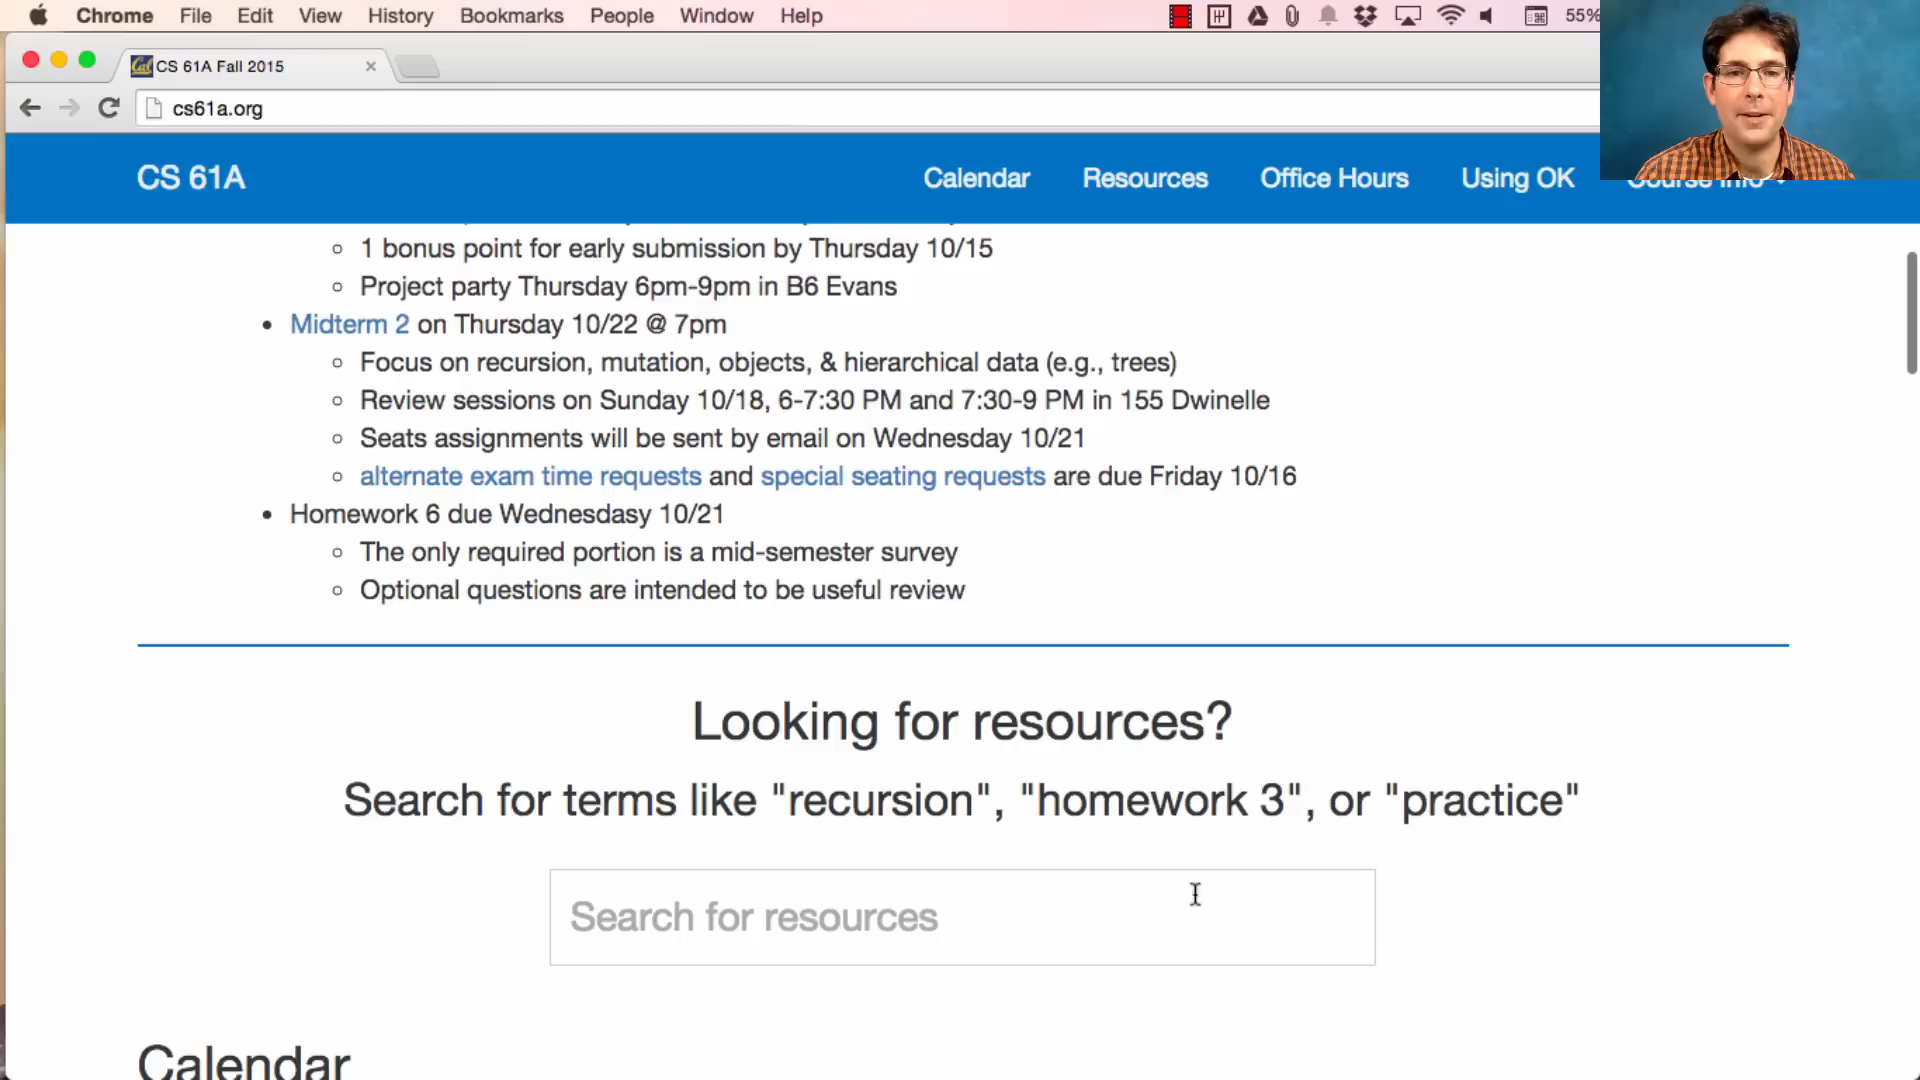 Chrome File Edit View History Bookmarks People Window Help 55%
Cal CS 61A Fall 2015
cs61a.org
CS 61A Calendar Resources Office Hours Using OK Course Info
1 bonus point for early submission by Thursday 10/15
Project party Thursday 6pm-9pm in B6 Evans
Midterm 2 on Thursday 10/22 @ 7pm
Focus on recursion, mutation, objects, & hierarchical data (e.g., trees)
Review sessions on Sunday 10/18, 6-7:30 PM and 7:30-9 PM in 155 Dwinelle
Seats assignments will be sent by email on Wednesday 10/21
alternate exam time requests and special seating requests are due Friday 10/16
Homework 6 due Wednesdasy 10/21
The only required portion is a mid-semester survey
Optional questions are intended to be useful review
Looking for resources?
Search for terms like "recursion", "homework 3", or "practice"
Search for resources
Calendar